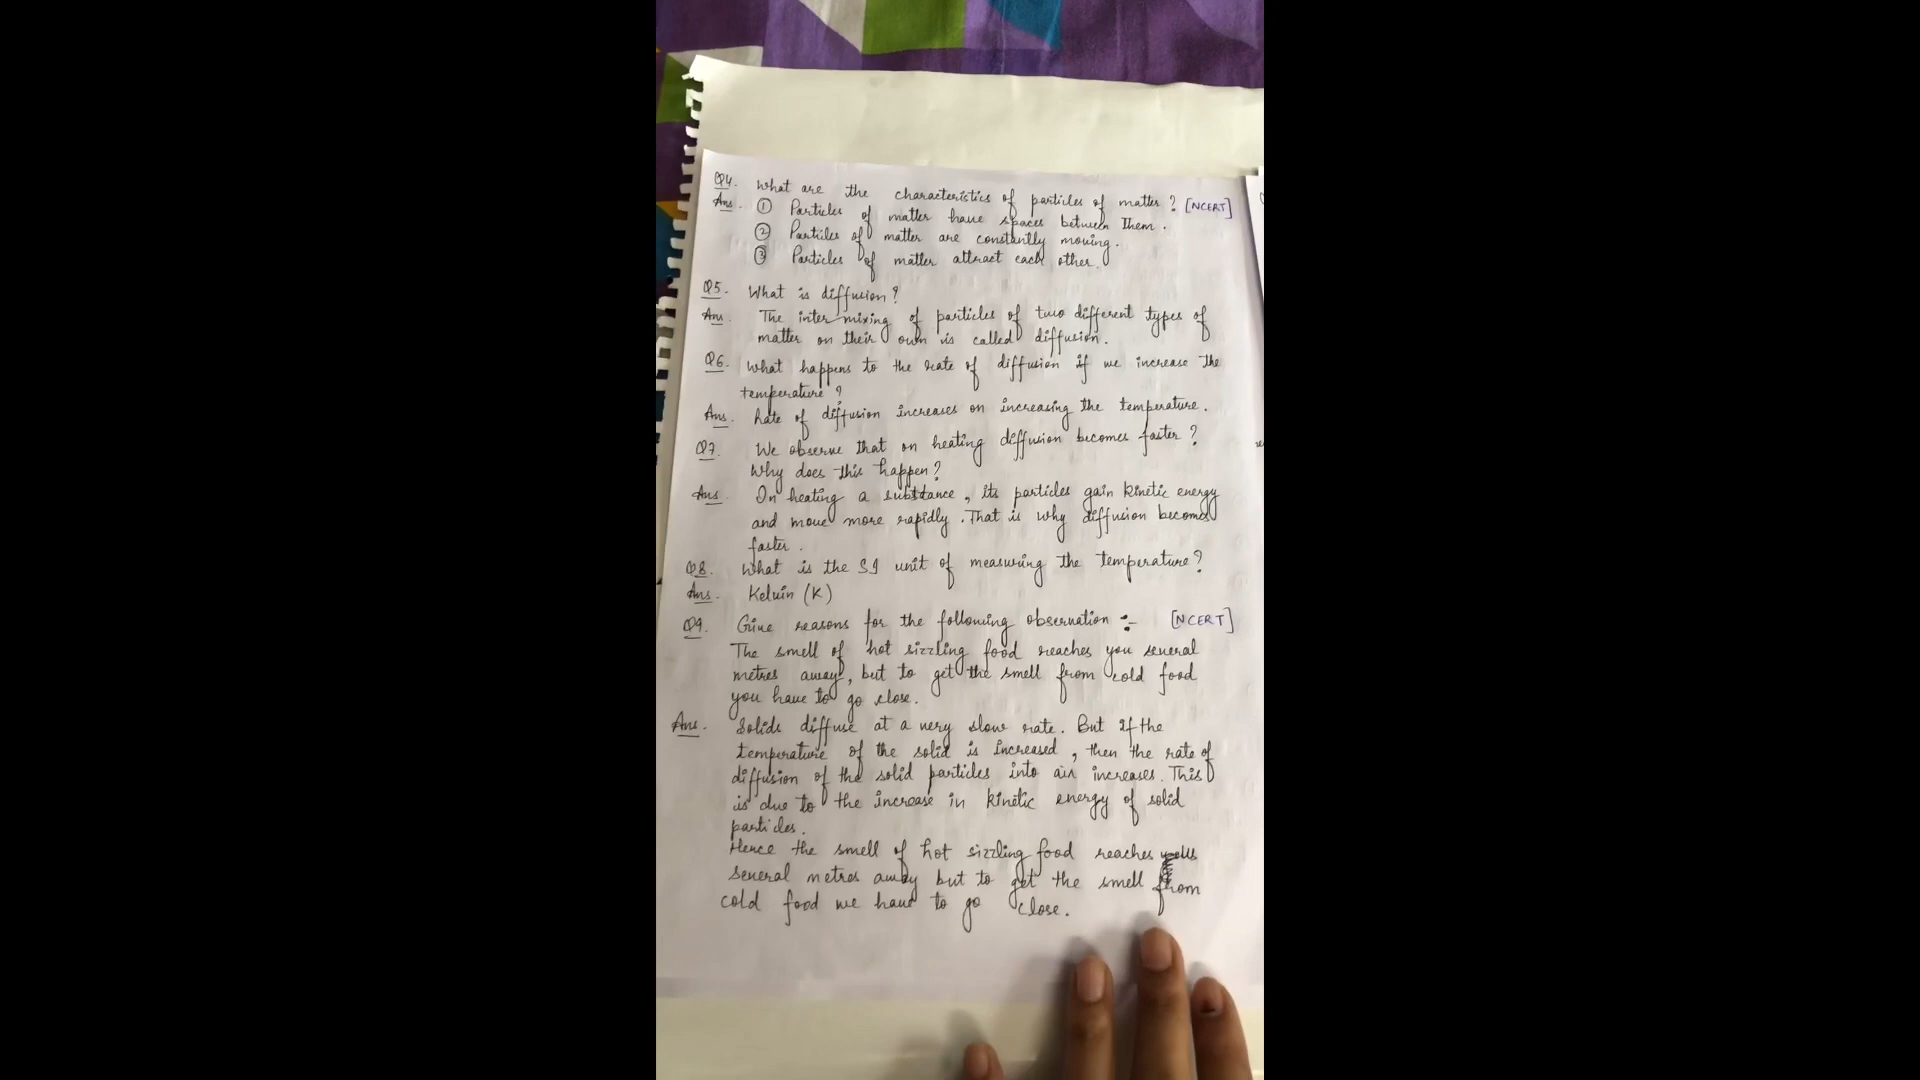 Q4. What are the characteristics of particles of matter? [NCERT]
Ans. ① Particles of matter have spaces between them.
② Particles of matter are constantly moving.
③ Particles of matter attract each other.
Q5. What is diffusion?
Ans. The inter mixing of particles of two different types of
matter on their own is called diffusion.
Q6. What happens to the rate of diffusion if we increase the
temperature?
Ans. Rate of diffusion increases on increasing the temperature.
Q7. We observe that on heating diffusion becomes faster?
Why does this happen?
Ans. On heating a substance, its particles gain kinetic energy
and move more rapidly. That is why diffusion becomes
faster.
Q8. What is the SI unit of measuring the temperature?
Ans. Kelvin (K)
Q9. Give reasons for the following observation :- [NCERT]
The smell of hot sizzling food reaches you several
metres away, but to get the smell from cold food
you have to go close.
Ans. Solids diffuse at a very slow rate. But if the
temperature of the solid is increased, then the rate of
diffusion of the solid particles into air increases. This
is due to the increase in kinetic energy of solid
particles.
Hence the smell of hot sizzling food reaches
several metres away but to get the smell from
cold food we have to go close.